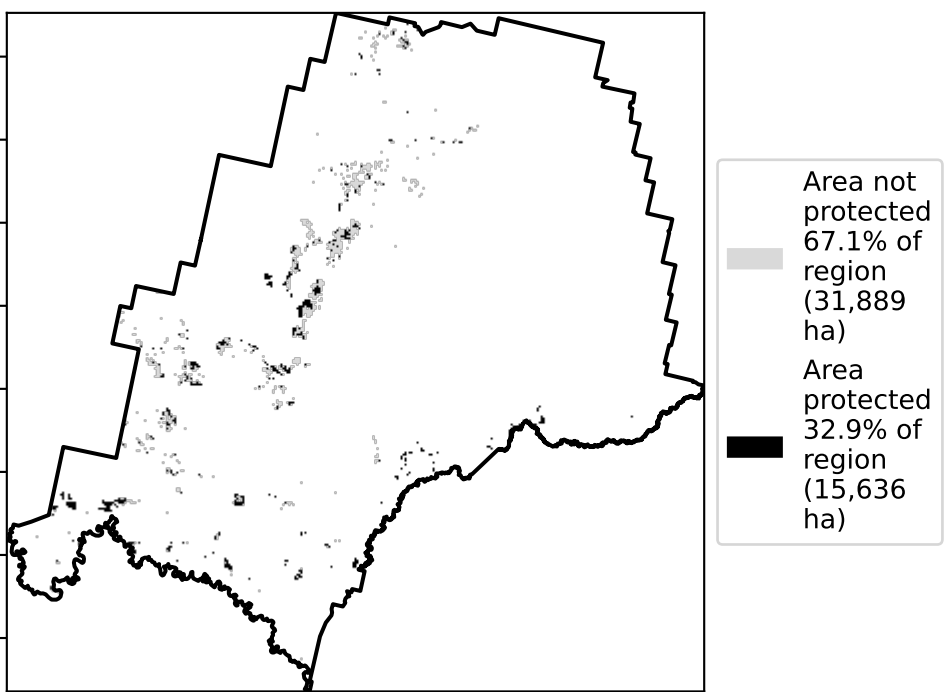 Area not
protected
67.1% of
region
(31,889
ha)
Area
protected
32.9% of
region
(15,636
ha)